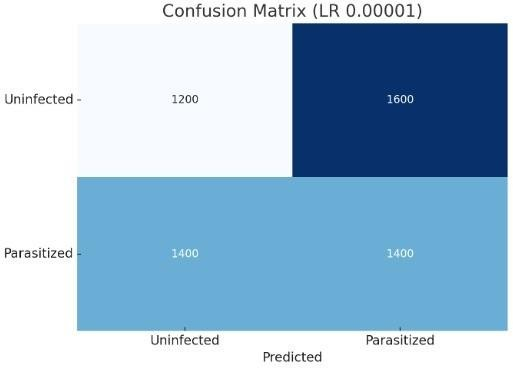 Confusion Matrix (LR 0.00001)
Uninfected
1200
1600
Parasitized
1400
1400
Uninfected
Parasitized
Predicted